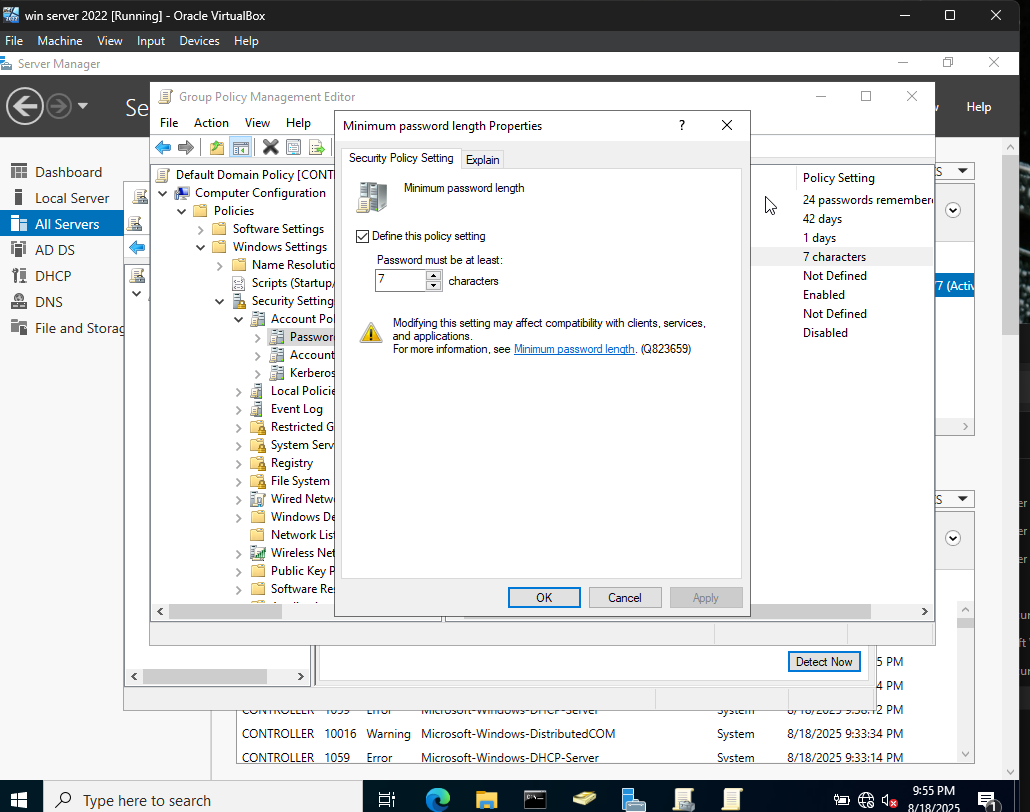 win server 2022 [Running] - Oracle VirtualBox
File Machine View Input Devices Help
Server Manager
Se
Help
Dashboard
Local Server
All Servers
AD DS
DHCP
DNS
File and Storag
Group Policy Management Editor
File Action View Help
Default Domain Policy [CONT
Computer Configuration
Policies
Software Settings
Windows Settings
Name Resolutio
Scripts (Startup/
Security Setting
Account Pol
Passwor
Account
Kerberos
Local Policie
Event Log
Restricted G
System Serv
Registry
File System
Wired Netw
Windows De
Network List
Wireless Net
Public Key P
Software Re
Minimum password length Properties
?
Security Policy Setting Explain
Minimum password length
Define this policy setting
Password must be at least:
7 characters
Modifying this setting may affect compatibility with clients, services,
and applications.
For more information, see Minimum password length. (Q823659)
OK Cancel Apply
Policy Setting
24 passwords remember
42 days
1 days
7 characters
Not Defined
Enabled
Not Defined
Disabled
S
7 (Activ
S
Detect Now
5 PM
4 PM
CONTROLLER 1059 Error Microsoft-Windows-DHCP-Server System 8/18/2025 9:38:12 PM
CONTROLLER 10016 Warning Microsoft-Windows-DistributedCOM System 8/18/2025 9:33:34 PM
CONTROLLER 1059 Error Microsoft-Windows-DHCP-Server System 8/18/2025 9:33:14 PM
Type here to search
9:55 PM
8/18/2025
1